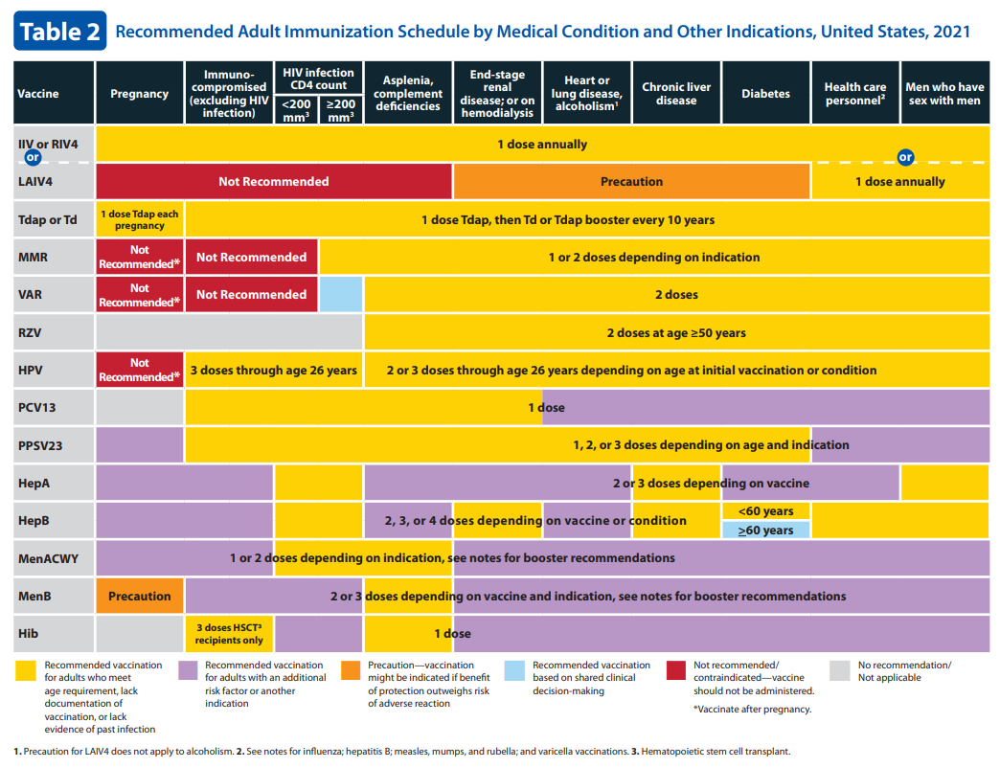 Table 2 Recommended Adult Immunization Schedule by Medical Condition and Other Indications, United States, 2021
Vaccine
Pregnancy
Immuno-
compromised
(excluding HIV
infection)
HIV infection
CD4 count
<200
mm³
≥200
mm³
Asplenia,
complement
deficiencies
End-stage
renal
disease; or on
hemodialysis
Heart or
lung disease,
alcoholism¹
Chronic liver
disease
Diabetes
Health care
personnel²
Men who have
sex with men
IIV or RIV4
1 dose annually
or
or
LAIV4
Not Recommended
Precaution
1 dose annually
Tdap or Td
1 dose Tdap each
pregnancy
1 dose Tdap, then Td or Tdap booster every 10 years
MMR
Not
Recommended*
Not Recommended
1 or 2 doses depending on indication
VAR
Not
Recommended*
Not Recommended
2 doses
RZV
2 doses at age ≥50 years
HPV
Not
Recommended*
3 doses through age 26 years
2 or 3 doses through age 26 years depending on age at initial vaccination or condition
PCV13
1 dose
PPSV23
1, 2, or 3 doses depending on age and indication
HepA
2 or 3 doses depending on vaccine
HepB
2, 3, or 4 doses depending on vaccine or condition
<60 years
≥60 years
MenACWY
1 or 2 doses depending on indication, see notes for booster recommendations
MenB
Precaution
2 or 3 doses depending on vaccine and indication, see notes for booster recommendations
Hib
3 doses HSCT³
recipients only
1 dose
Recommended vaccination
for adults who meet
age requirement, lack
documentation of
vaccination, or lack
evidence of past infection
Recommended vaccination
for adults with an additional
risk factor or another
indication
Precaution—vaccination
might be indicated if benefit
of protection outweighs risk
of adverse reaction
Recommended vaccination
based on shared clinical
decision-making
Not recommended/
contraindicated—vaccine
should not be administered.
*Vaccinate after pregnancy.
No recommendation/
Not applicable
1. Precaution for LAIV4 does not apply to alcoholism. 2. See notes for influenza; hepatitis B; measles, mumps, and rubella; and varicella vaccinations. 3. Hematopoietic stem cell transplant.